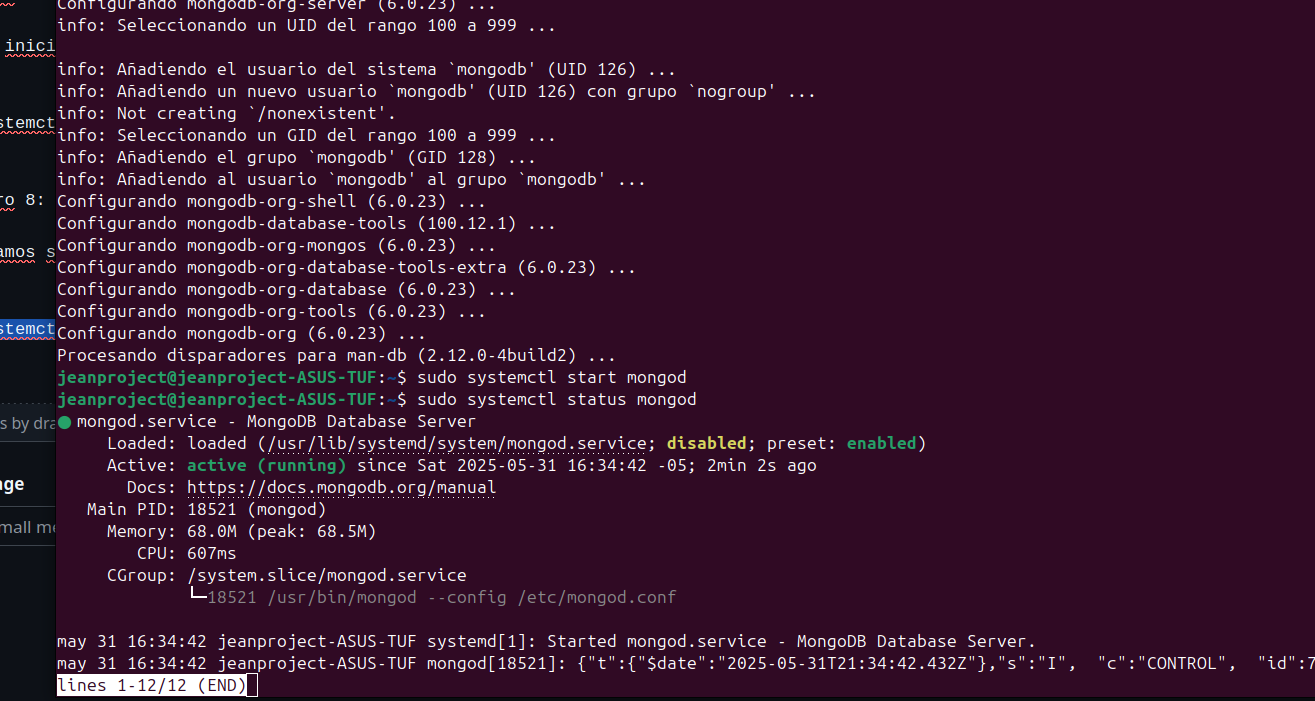 Configurando mongodb-org-server (6.0.23) ...
info: Seleccionando un UID del rango 100 a 999 ...
inici
info: Añadiendo el usuario del sistema `mongodb' (UID 126) ...
info: Añadiendo un nuevo usuario `mongodb' (UID 126) con grupo `nogroup' ...
info: Not creating `/nonexistent'.
stemct
info: Seleccionando un GID del rango 100 a 999 ...
info: Añadiendo el grupo `mongodb' (GID 128) ...
info: Añadiendo al usuario `mongodb' al grupo `mongodb' ...
ro 8:
Configurando mongodb-org-shell (6.0.23) ...
Configurando mongodb-database-tools (100.12.1) ...
amos s
Configurando mongodb-org-mongos (6.0.23) ...
Configurando mongodb-org-database-tools-extra (6.0.23) ...
Configurando mongodb-org-database (6.0.23) ...
Configurando mongodb-org-tools (6.0.23) ...
stemct
Configurando mongodb-org (6.0.23) ...
Procesando disparadores para man-db (2.12.0-4build2) ...
jeanproject@jeanproject-ASUS-TUF:~$ sudo systemctl start mongod
jeanproject@jeanproject-ASUS-TUF:~$ sudo systemctl status mongod
s by dra
● mongod.service - MongoDB Database Server
Loaded: loaded (/usr/lib/systemd/system/mongod.service; disabled; preset: enabled)
Active: active (running) since Sat 2025-05-31 16:34:42 -05; 2min 2s ago
age
Docs: https://docs.mongodb.org/manual
Main PID: 18521 (mongod)
mall me
Memory: 68.0M (peak: 68.5M)
CPU: 607ms
CGroup: /system.slice/mongod.service
└─18521 /usr/bin/mongod --config /etc/mongod.conf
may 31 16:34:42 jeanproject-ASUS-TUF systemd[1]: Started mongod.service - MongoDB Database Server.
may 31 16:34:42 jeanproject-ASUS-TUF mongod[18521]: {"t":{"$date":"2025-05-31T21:34:42.432Z"},"s":"I", "c":"CONTROL", "id":7
lines 1-12/12 (END)